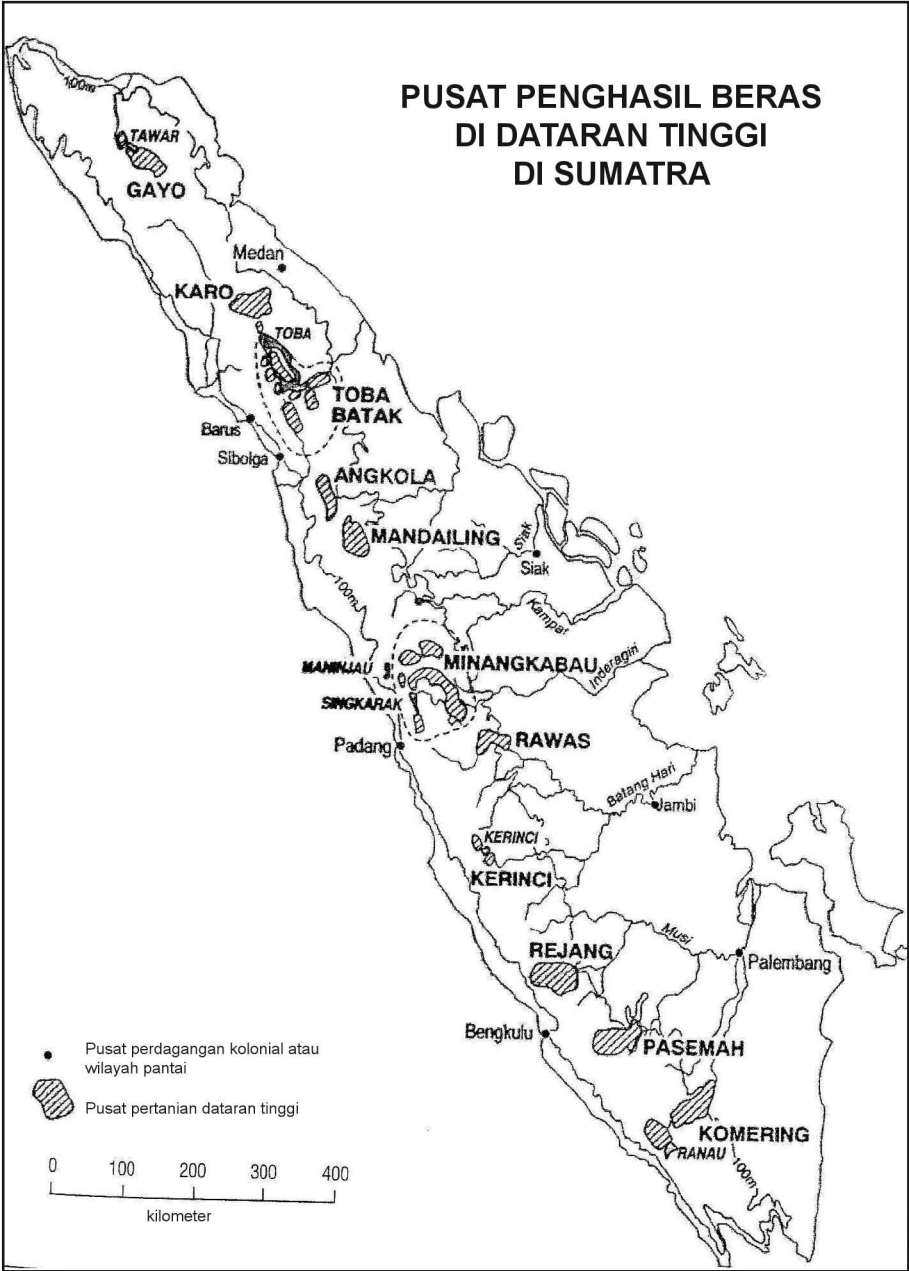 PUSAT PENGHASIL BERAS
DI DATARAN TINGGI
DI SUMATRA
100m
TAWAR
GAYO
Medan
KARO
TOBA
TOBA
BATAK
Barus
Sibolga
ANGKOLA
MANDAILING
Siak
Siak
100m
Kampar
MINANGKABAU
MANINJAU
Inderagiri
SINGKARAK
Padang
RAWAS
Batang Hari
Jambi
KERINCI
KERINCI
Musi
REJANG
Palembang
Bengkulu
PASEMAH
KOMERING
RANAU
100m
Pusat perdagangan kolonial atau
wilayah pantai
Pusat pertanian dataran tinggi
0 100 200 300 400
kilometer